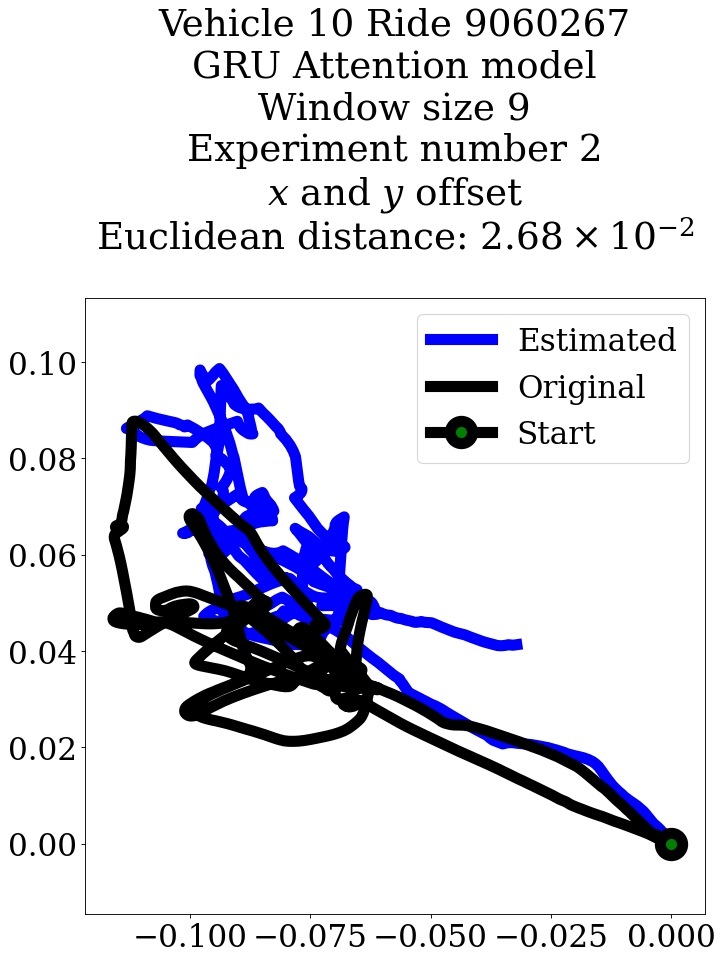 Vehicle 10 Ride 9060267
GRU Attention model
Window size 9
Experiment number 2
x and y offset
Euclidean distance: 2.68 × 10⁻²
Estimated
Original
Start
0.10
0.08
0.06
0.04
0.02
0.00
−0.100 −0.075 −0.050 −0.025 0.000